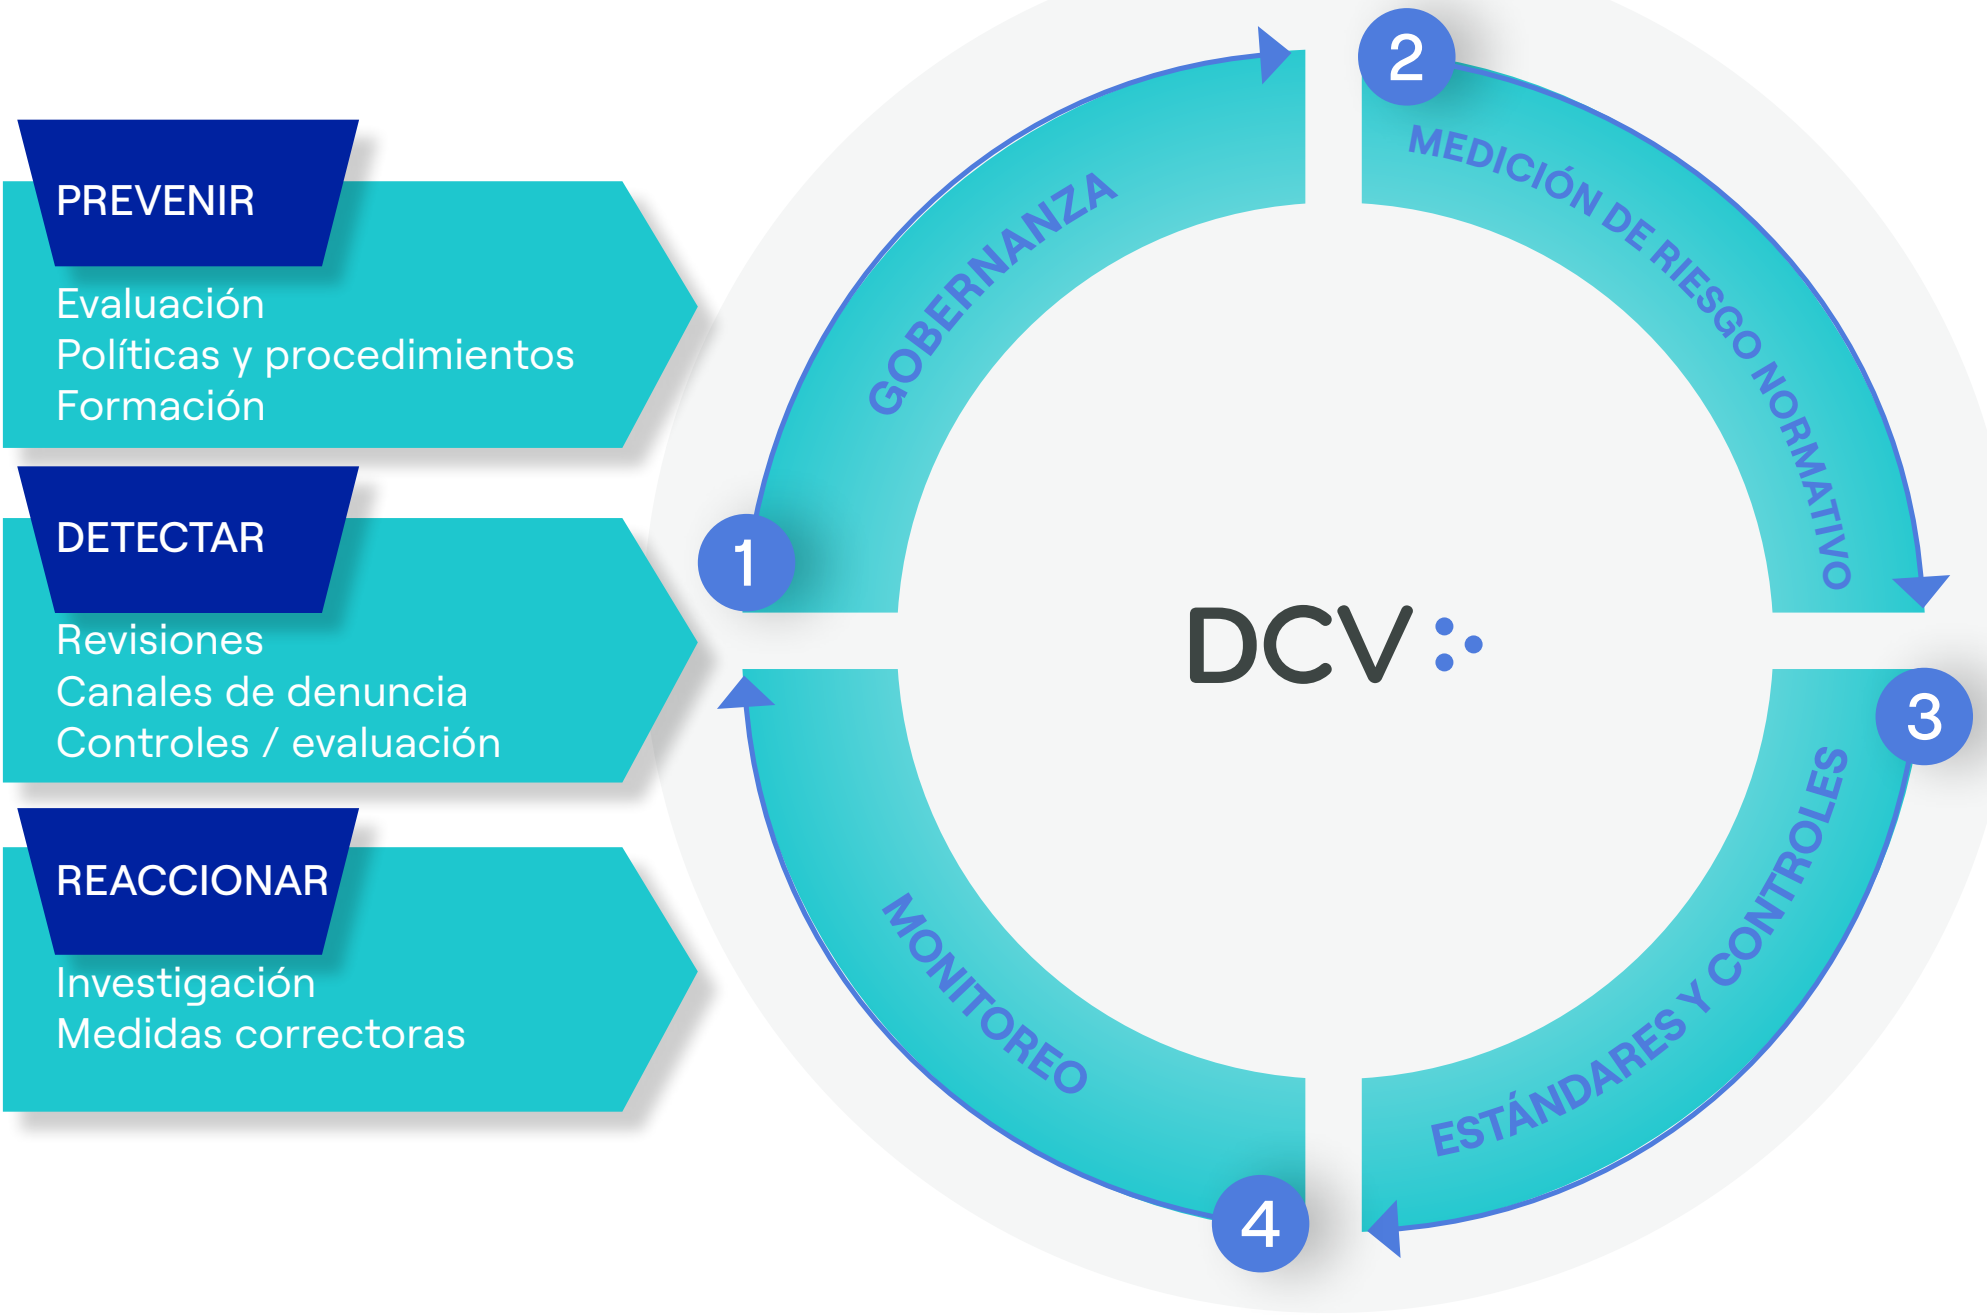 PREVENIR
Evaluación
Políticas y procedimientos
Formación
DETECTAR
Revisiones
Canales de denuncia
Controles / evaluación
REACCIONAR
Investigación
Medidas correctoras
1
GOBERNANZA
2
MEDICIÓN DE RIESGO NORMATIVO
3
ESTÁNDARES Y CONTROLES
4
MONITOREO
DCV